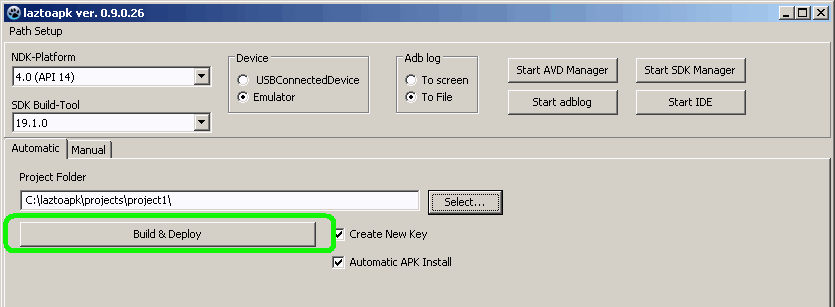 laztoapk ver. 0.9.0.26
Path Setup
NDK-Platform
4.0 (API 14)
SDK Build-Tool
19.1.0
Device
USBConnectedDevice
Emulator
Adb log
To screen
To File
Start AVD Manager
Start SDK Manager
Start adblog
Start IDE
Automatic
Manual
Project Folder
C:\laztoapk\projects\project1\
Select...
Build & Deploy
Create New Key
Automatic APK Install